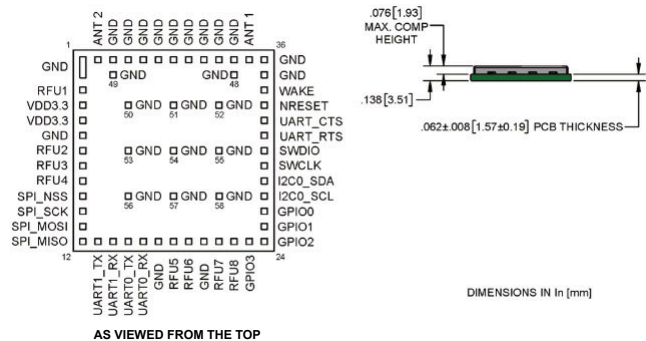 ANT 2
GND
GND
GND
GND
GND
GND
GND
GND
GND
ANT 1
1
36
GND
GND
49
GND
48
RFU1
VDD3.3
VDD3.3
GND
RFU2
RFU3
RFU4
SPI_NSS
SPI_SCK
SPI_MOSI
SPI_MISO
GND
50
GND
51
GND
52
GND
53
GND
54
GND
55
GND
56
GND
57
GND
58
GND
GND
WAKE
NRESET
UART_CTS
UART_RTS
SWDIO
SWCLK
I2C0_SDA
I2C0_SCL
GPIO0
GPIO1
GPIO2
12
24
UART1_TX
UART1_RX
UART0_TX
UART0_RX
GND
RFU5
RFU6
GND
RFU7
RFU8
GPIO3
AS VIEWED FROM THE TOP
.076[1.93]
MAX. COMP
HEIGHT
.138[3.51]
.062±.008[1.57±0.19] PCB THICKNESS
DIMENSIONS IN In [mm]